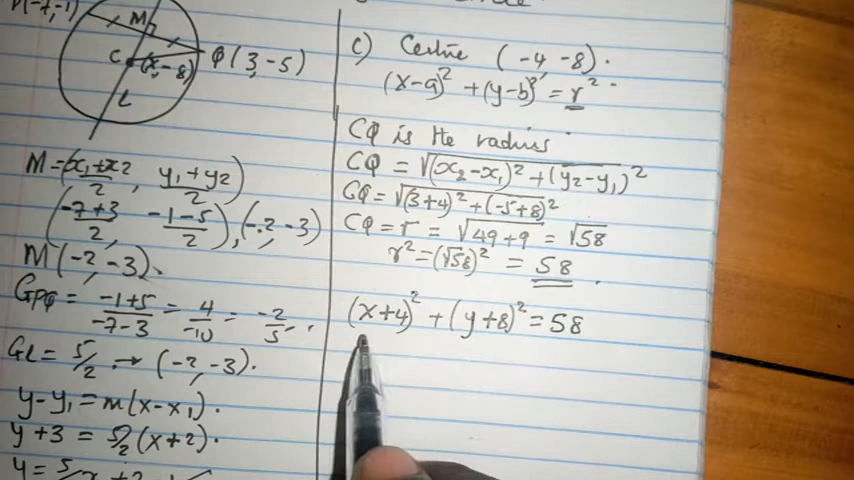 M
C (x, -8) Q (3, -5)
L
M = (x₁+x₂/2, y₁+y₂/2)
(-7+3/2, -1-5/2), (-2, -3)
M(-2, -3).
GPQ = -1+5/-7-3 = 4/-10 = -2/5.
GL = 5/2 → (-2, -3).
y-y₁ = m(x-x₁).
y+3 = 5/2(x+2).
c) Centre (-4, -8).
(x-a)² + (y-b)² = r².
CQ is the radius.
CQ = √(x₂-x₁)² + (y₂-y₁)²
CQ = √(3+4)² + (-5+8)²
CQ = r = √49+9 = √58
r² = (√58)² = 58.
(x+4)² + (y+8)² = 58